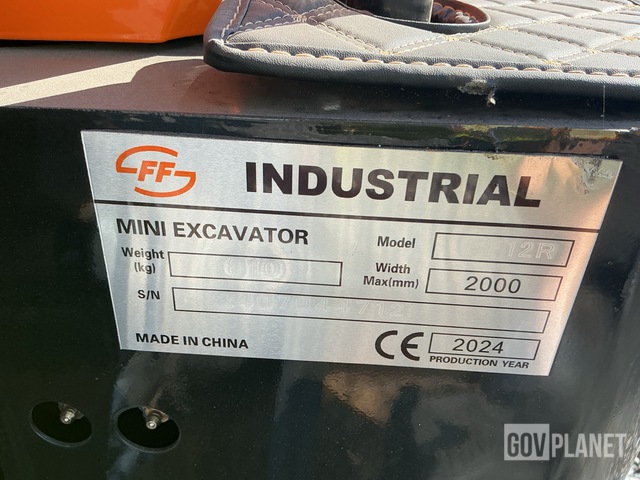 FF INDUSTRIAL
MINI EXCAVATOR
Model 12R
Weight (kg)
Width Max(mm) 2000
S/N
MADE IN CHINA
CE 2024
PRODUCTION YEAR
GOVPLANET